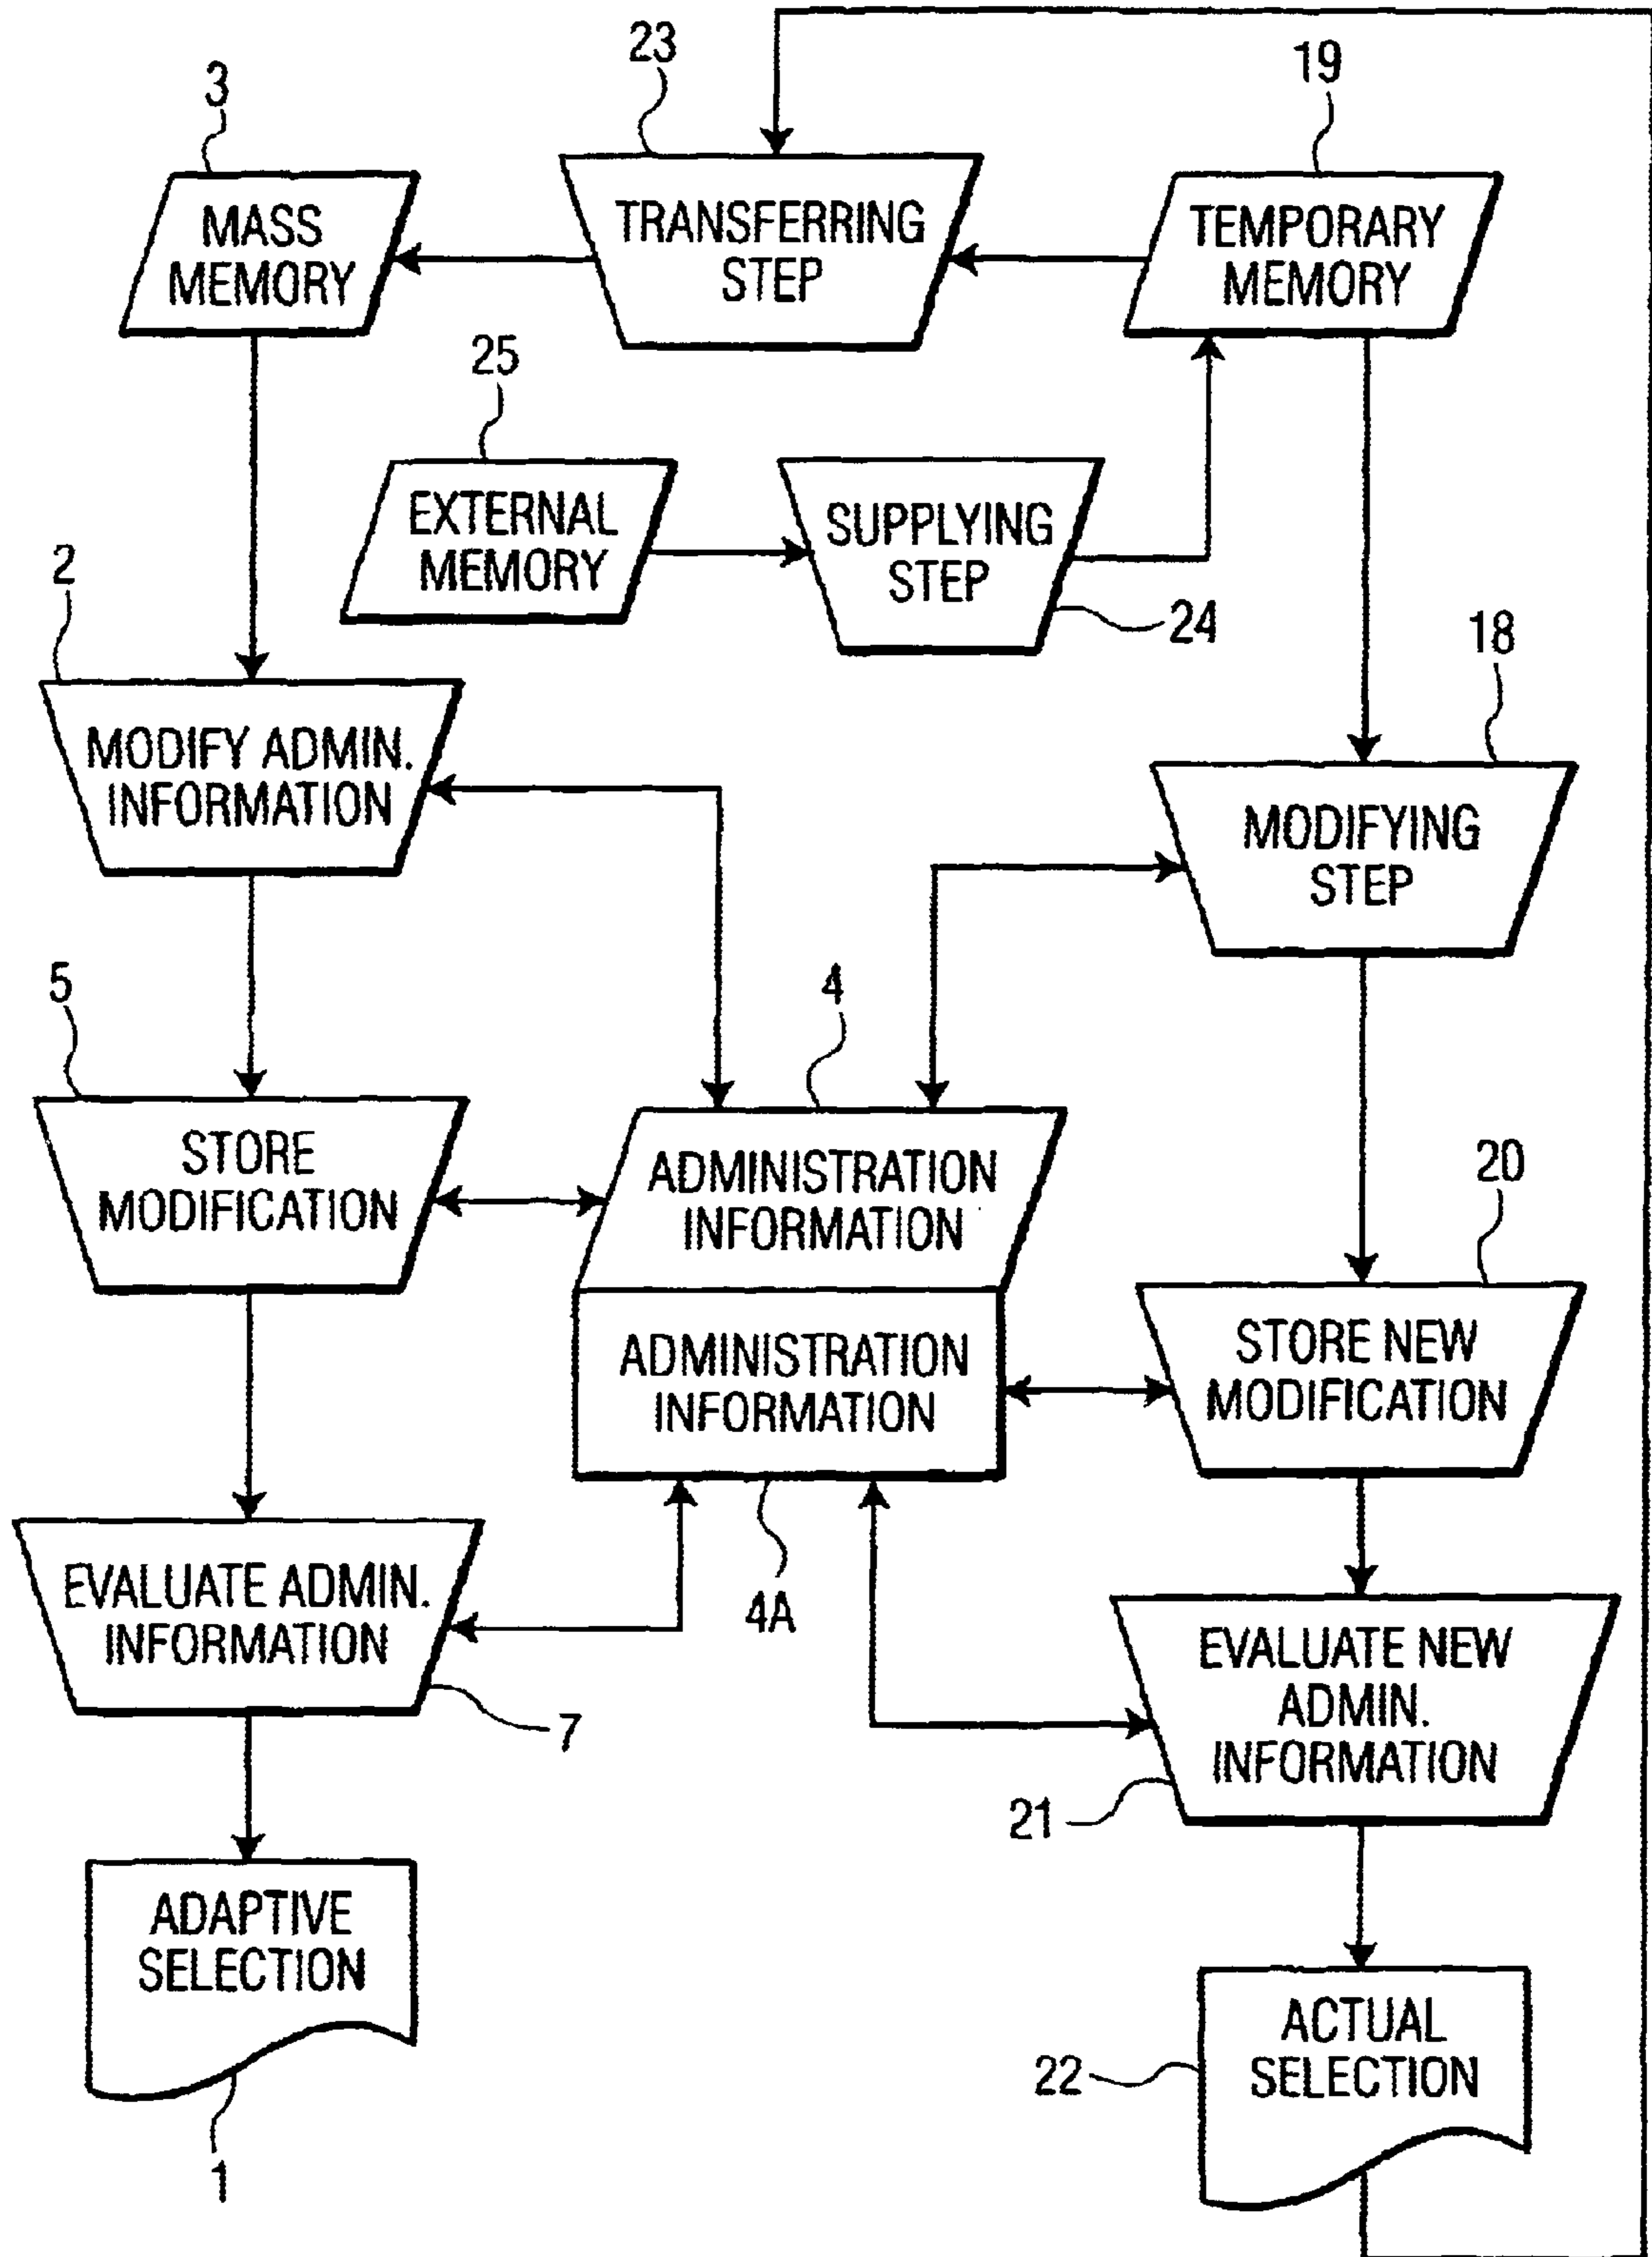 23
19
3
MASS
MEMORY
TRANSFERRING
STEP
TEMPORARY
MEMORY
25
EXTERNAL
MEMORY
SUPPLYING
STEP
24
2
18
MODIFY ADMIN.
INFORMATION
MODIFYING
STEP
5
4
STORE
MODIFICATION
ADMINISTRATION
INFORMATION
20
ADMINISTRATION
INFORMATION
STORE NEW
MODIFICATION
EVALUATE ADMIN.
INFORMATION
4A
7
EVALUATE NEW
ADMIN.
INFORMATION
21
ADAPTIVE
SELECTION
1
ACTUAL
SELECTION
22